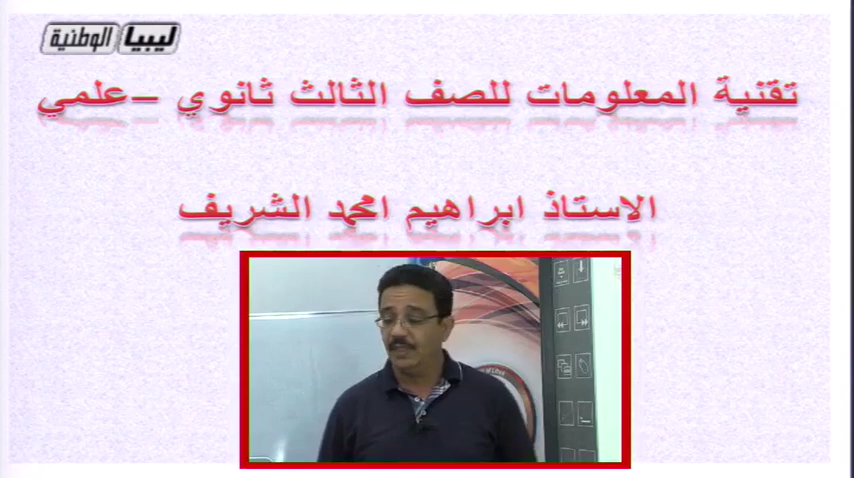 ليبيا الوطنية
تقنية المعلومات للصف الثالث ثانوي -علمي
الاستاذ ابراهيم امحمد الشريف